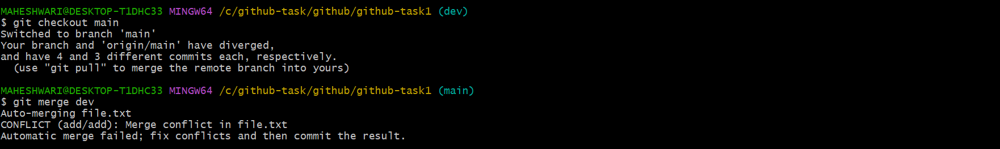 MAHESHWARI@DESKTOP-T1DHC33 MINGW64 /c/github-task/github/github-task1 (dev)
$ git checkout main
Switched to branch 'main'
Your branch and 'origin/main' have diverged,
and have 4 and 3 different commits each, respectively.
  (use "git pull" to merge the remote branch into yours)

MAHESHWARI@DESKTOP-T1DHC33 MINGW64 /c/github-task/github/github-task1 (main)
$ git merge dev
Auto-merging file.txt
CONFLICT (add/add): Merge conflict in file.txt
Automatic merge failed; fix conflicts and then commit the result.